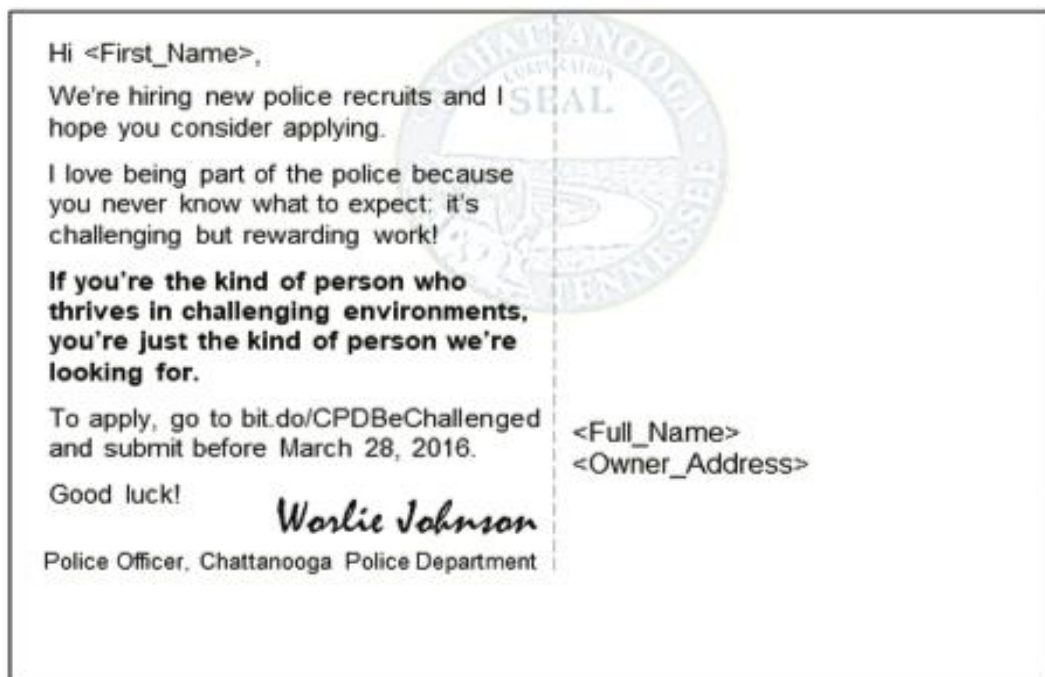 Hi <First_Name>,
We're hiring new police recruits and I
hope you consider applying.
I love being part of the police because
you never know what to expect: it's
challenging but rewarding work!
If you're the kind of person who
thrives in challenging environments,
you're just the kind of person we're
looking for.
To apply, go to bit.do/CPDBeChallenged
and submit before March 28, 2016.
Good luck!
Worlie Johnson
Police Officer, Chattanooga Police Department
CHATTANOOGA
CORPORATION
SEAL
TENNESSEE
<Full_Name>
<Owner_Address>